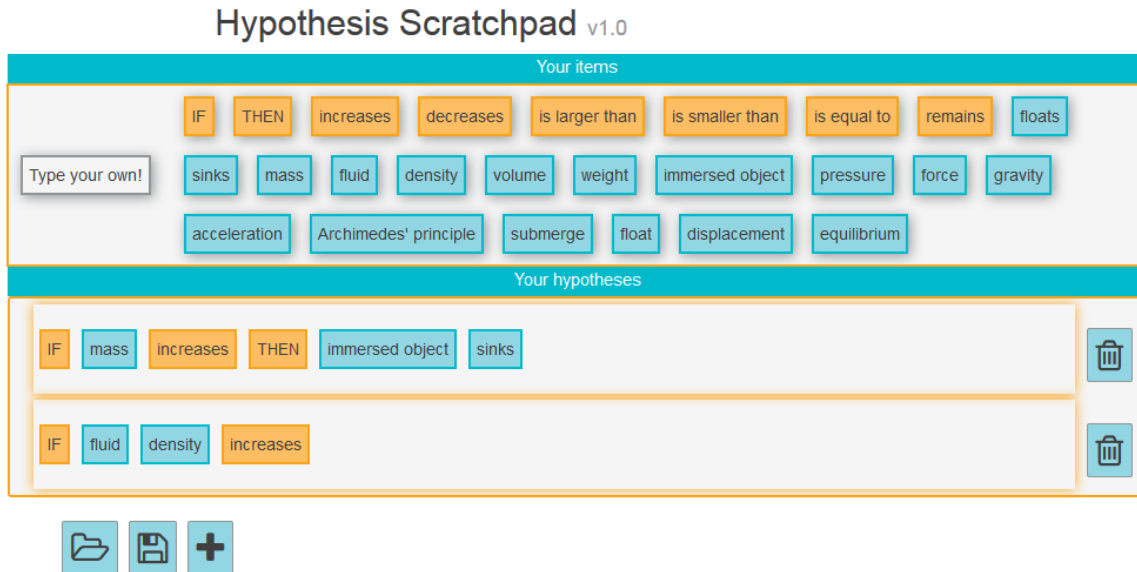 Hypothesis Scratchpad v1.0
Your items
IF THEN increases decreases is larger than is smaller than is equal to remains floats
Type your own! sinks mass fluid density volume weight immersed object pressure force gravity
acceleration Archimedes' principle submerge float displacement equilibrium
Your hypotheses
IF mass increases THEN immersed object sinks
IF fluid density increases